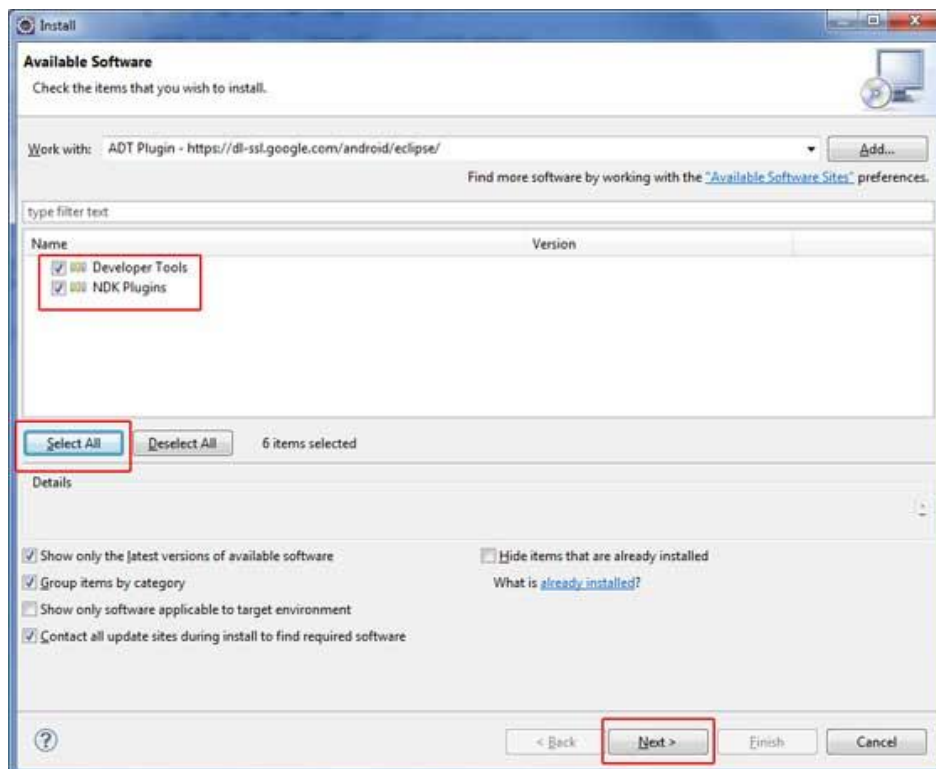 Install
Available Software
Check the items that you wish to install.
Work with: ADT Plugin - https://dl-ssl.google.com/android/eclipse/ Add...
Find more software by working with the "Available Software Sites" preferences.
type filter text
Name Version
Developer Tools
NDK Plugins
Select All Deselect All 6 items selected
Details
Show only the latest versions of available software Hide items that are already installed
Group items by category What is already installed?
Show only software applicable to target environment
Contact all update sites during install to find required software
? < Back Next > Finish Cancel